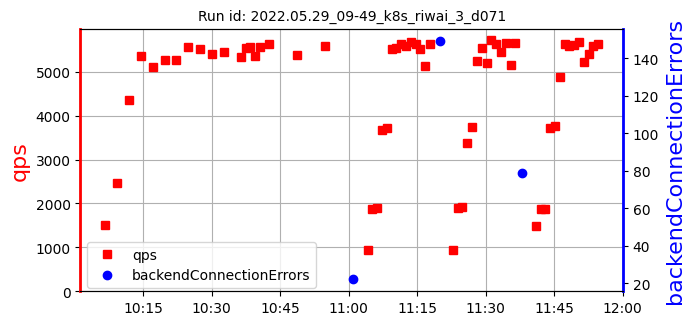 Run id: 2022.05.29_09-49_k8s_riwai_3_d071
qps
5000
4000
3000
2000
1000
0
140
120
100
80
60
40
20
backendConnectionErrors
qps
backendConnectionErrors
10:15 10:30 10:45 11:00 11:15 11:30 11:45 12:00